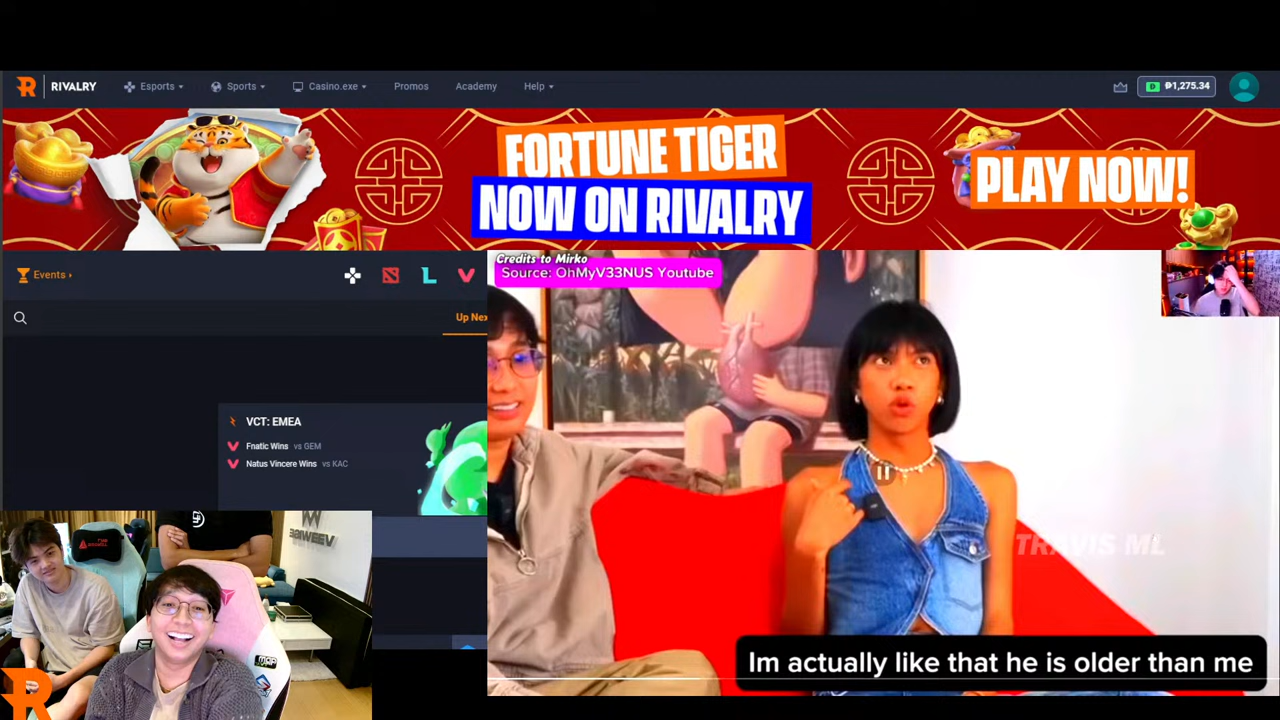 RIVALRY
Esports
Sports
Casino.exe
Promos
Academy
Help
₱1,275.34
FORTUNE TIGER
NOW ON RIVALRY
PLAY NOW!
Events
Credits to Mirko
Source: OhMyV33NUS Youtube
Up Nex
VCT: EMEA
Fnatic Wins vs GEM
Natus Vincere Wins vs KAC
TRAVIS ML
Im actually like that he is older than me